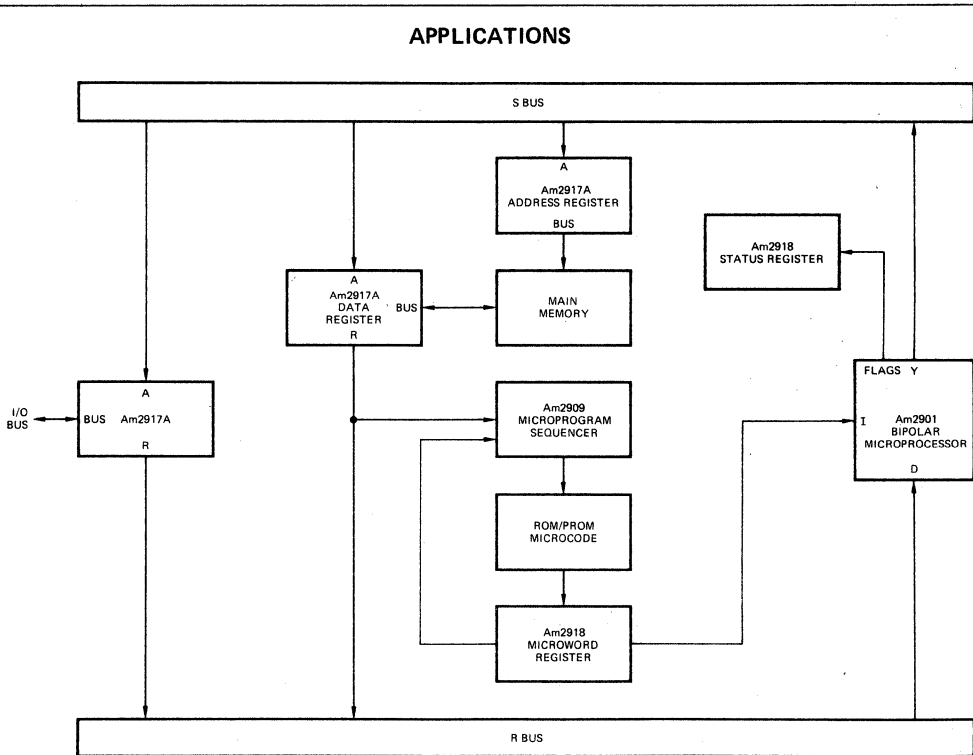 APPLICATIONS
S BUS
A
Am2917A
ADDRESS REGISTER
BUS
Am2918
STATUS REGISTER
A
Am2917A
DATA
REGISTER
BUS
R
MAIN
MEMORY
I/O
BUS
A
BUS
Am2917A
R
Am2909
MICROPROGRAM
SEQUENCER
FLAGS Y
I
Am2901
BIPOLAR
MICROPROCESSOR
D
ROM/PROM
MICROCODE
Am2918
MICROWORD
REGISTER
R BUS